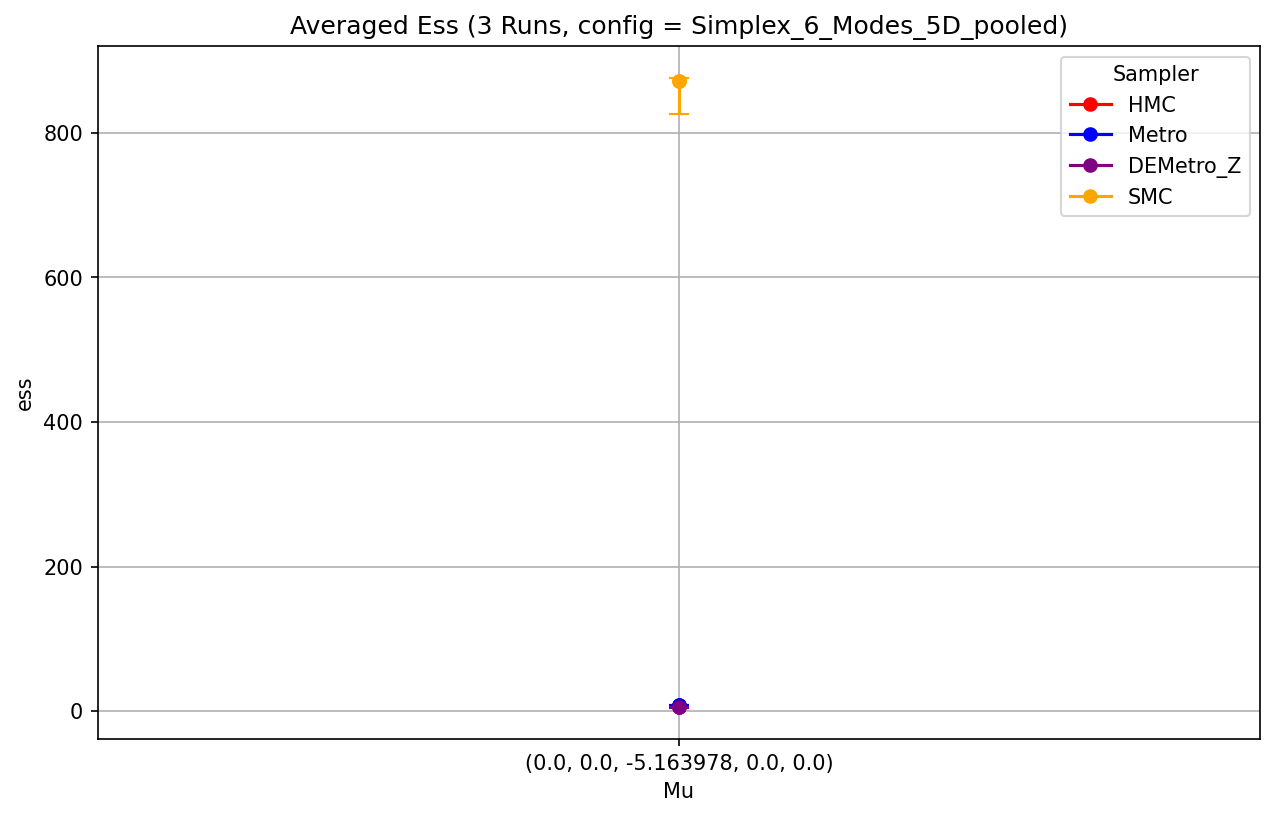 Averaged Ess (3 Runs, config = Simplex_6_Modes_5D_pooled)
Sampler
HMC
Metro
DEMetro_Z
SMC
800
600
400
200
0
ess
(0.0, 0.0, -5.163978, 0.0, 0.0)
Mu